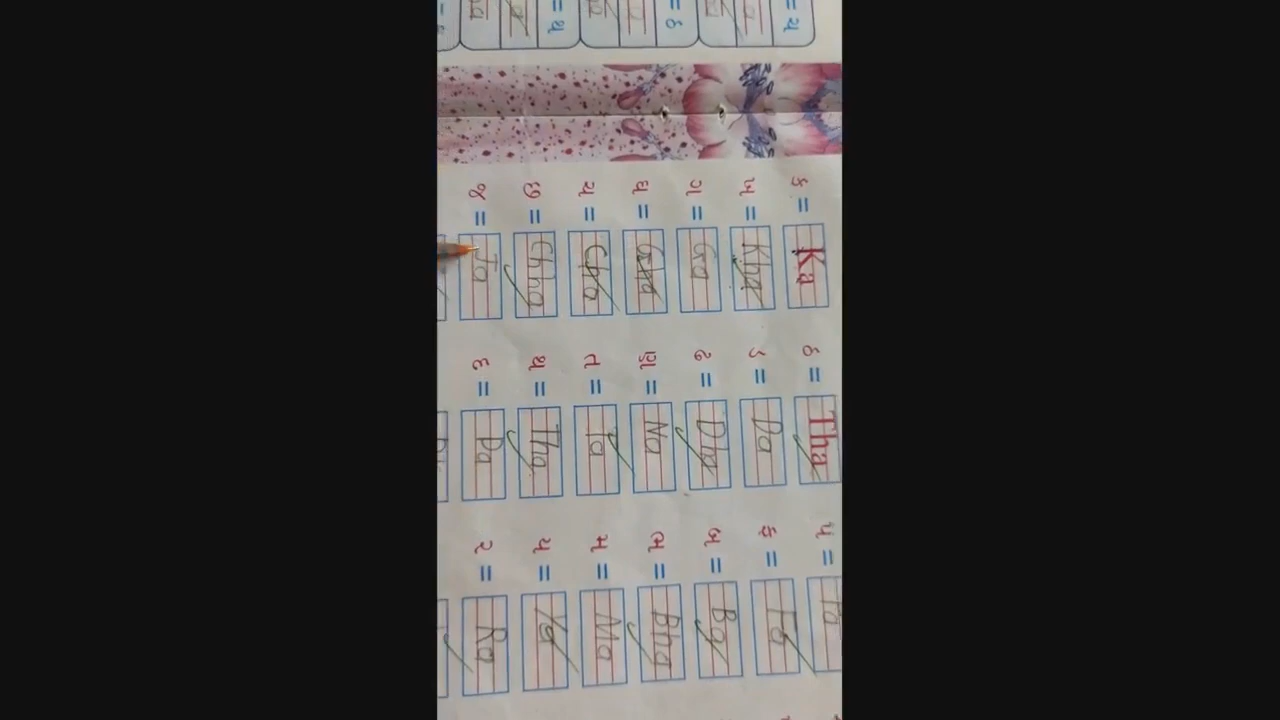 ક = Ka ઠ = Tha પ =
ખ = Kha ડ = Da ફ = Fa
ગ = Ga ઢ = Dha બ = Ba
ઘ = Gha ણ = Na ભ = Bha
ચ = Cha ત = Ta મ = Ma
છ = Chha થ = Tha ય = Ya
જ = Ja દ = Da ર = Ra